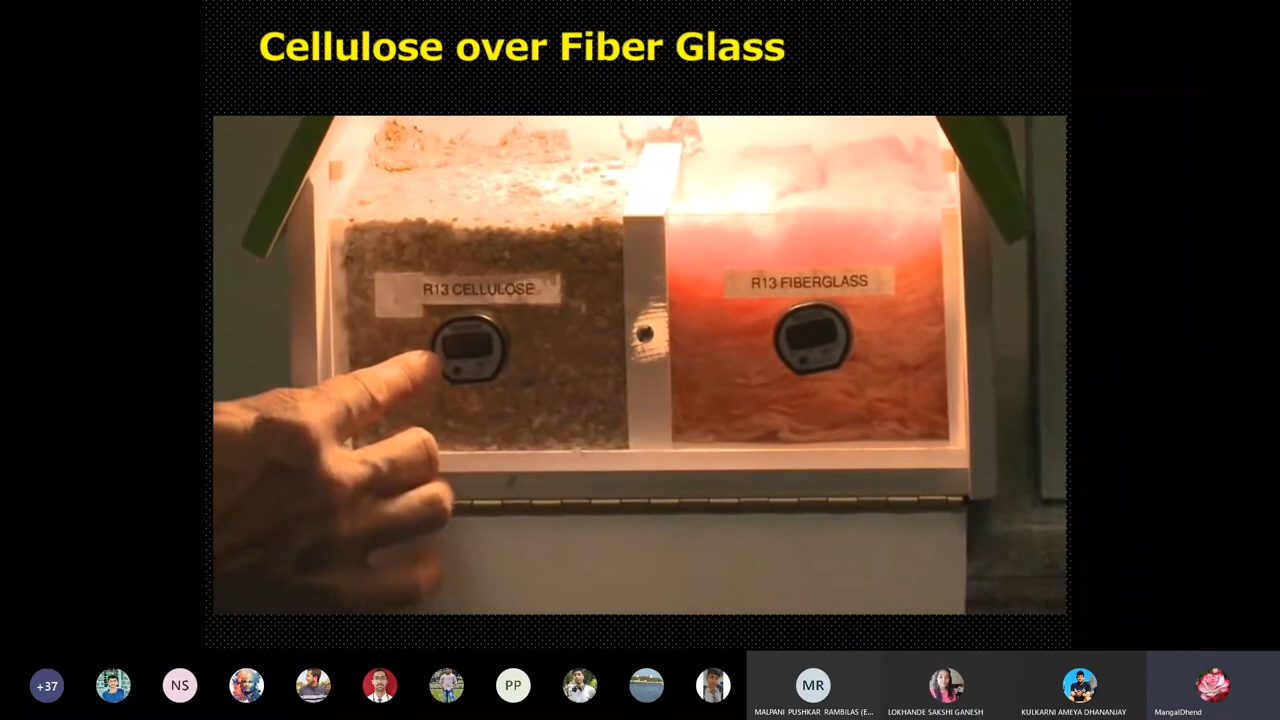 Cellulose over Fiber Glass
R13 CELLULOSE
R13 FIBERGLASS
+37
NS
PP
MR
MALPANI PUSHKAR RAMBILAS (E...
LOKHANDE SAKSHI GANESH
KULKARNI AMEYA DHANANJAY
MangalDhend